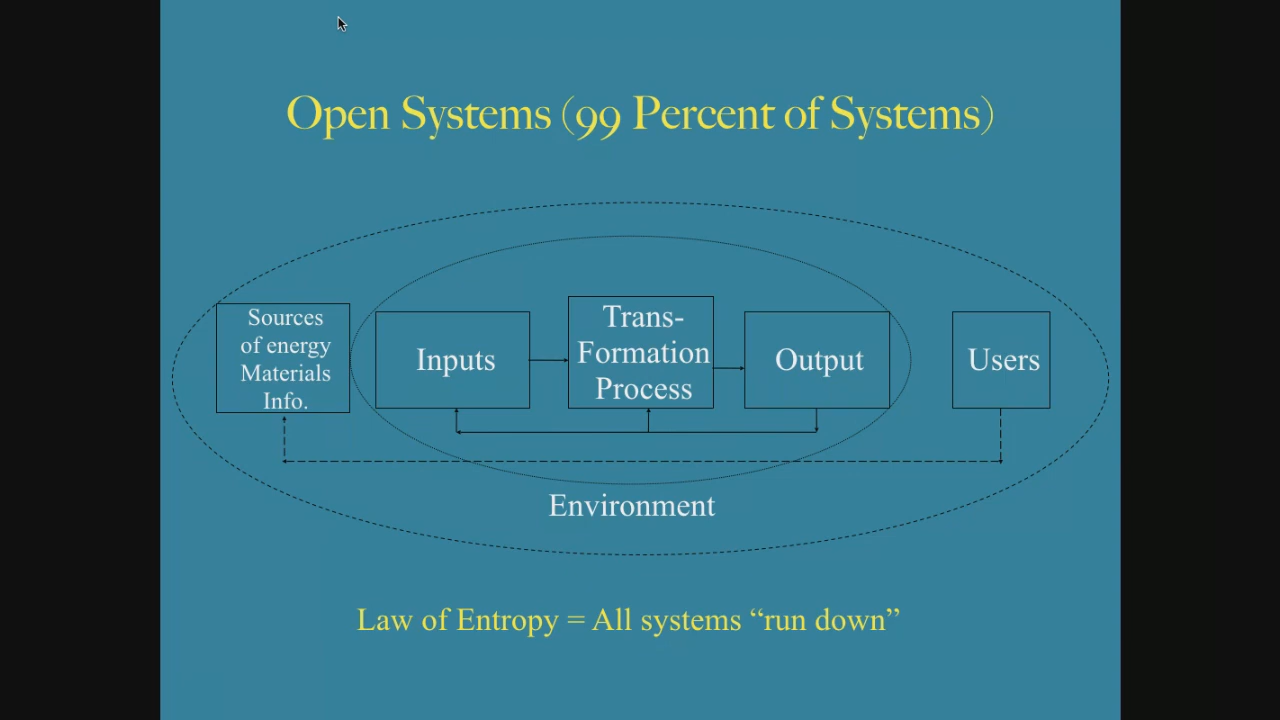 Open Systems (99 Percent of Systems)
Sources
of energy
Materials
Info.
Inputs
Trans-
Formation
Process
Output
Users
Environment
Law of Entropy = All systems “run down”